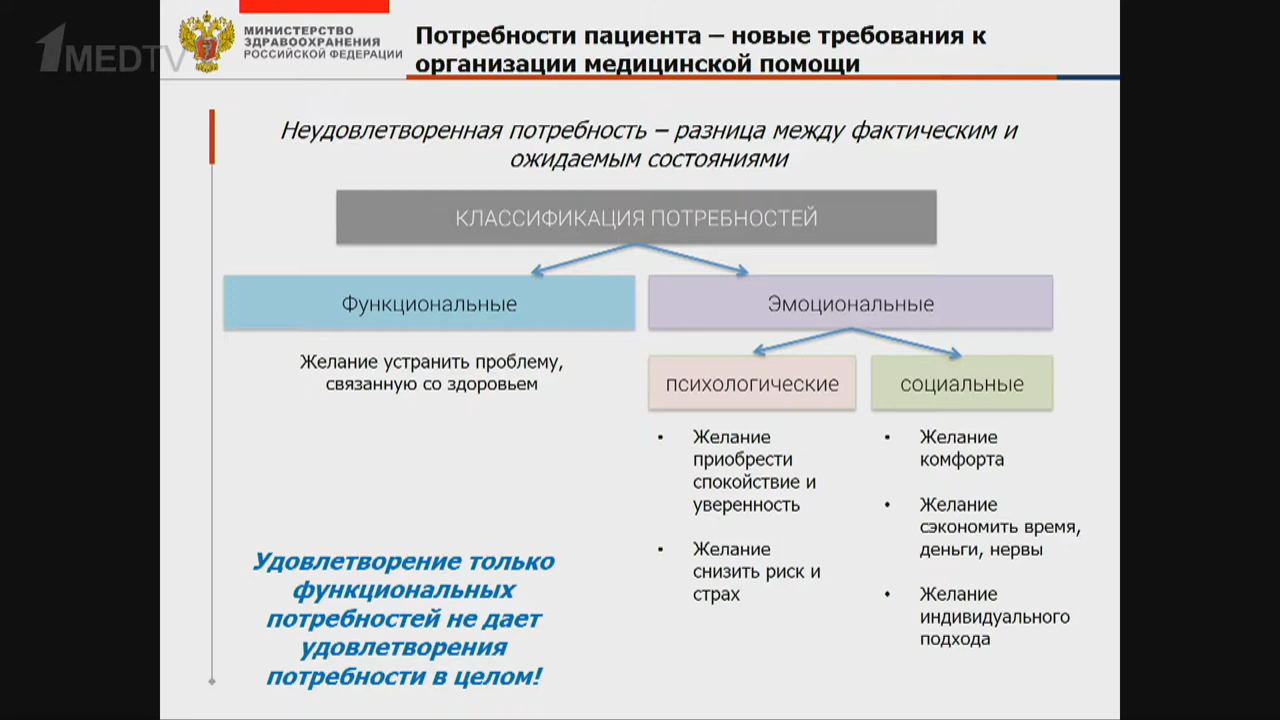 1MEDTV
МИНИСТЕРСТВО
ЗДРАВООХРАНЕНИЯ
РОССИЙСКОЙ ФЕДЕРАЦИИ
Потребности пациента – новые требования к
организации медицинской помощи
Неудовлетворенная потребность – разница между фактическим и
ожидаемым состояниями
КЛАССИФИКАЦИЯ ПОТРЕБНОСТЕЙ
Функциональные
Эмоциональные
Желание устранить проблему,
связанную со здоровьем
психологические
социальные
• Желание
приобрести
спокойствие и
уверенность
• Желание
снизить риск и
страх
• Желание
комфорта
• Желание
сэкономить время,
деньги, нервы
• Желание
индивидуального
подхода
Удовлетворение только
функциональных
потребностей не дает
удовлетворения
потребности в целом!